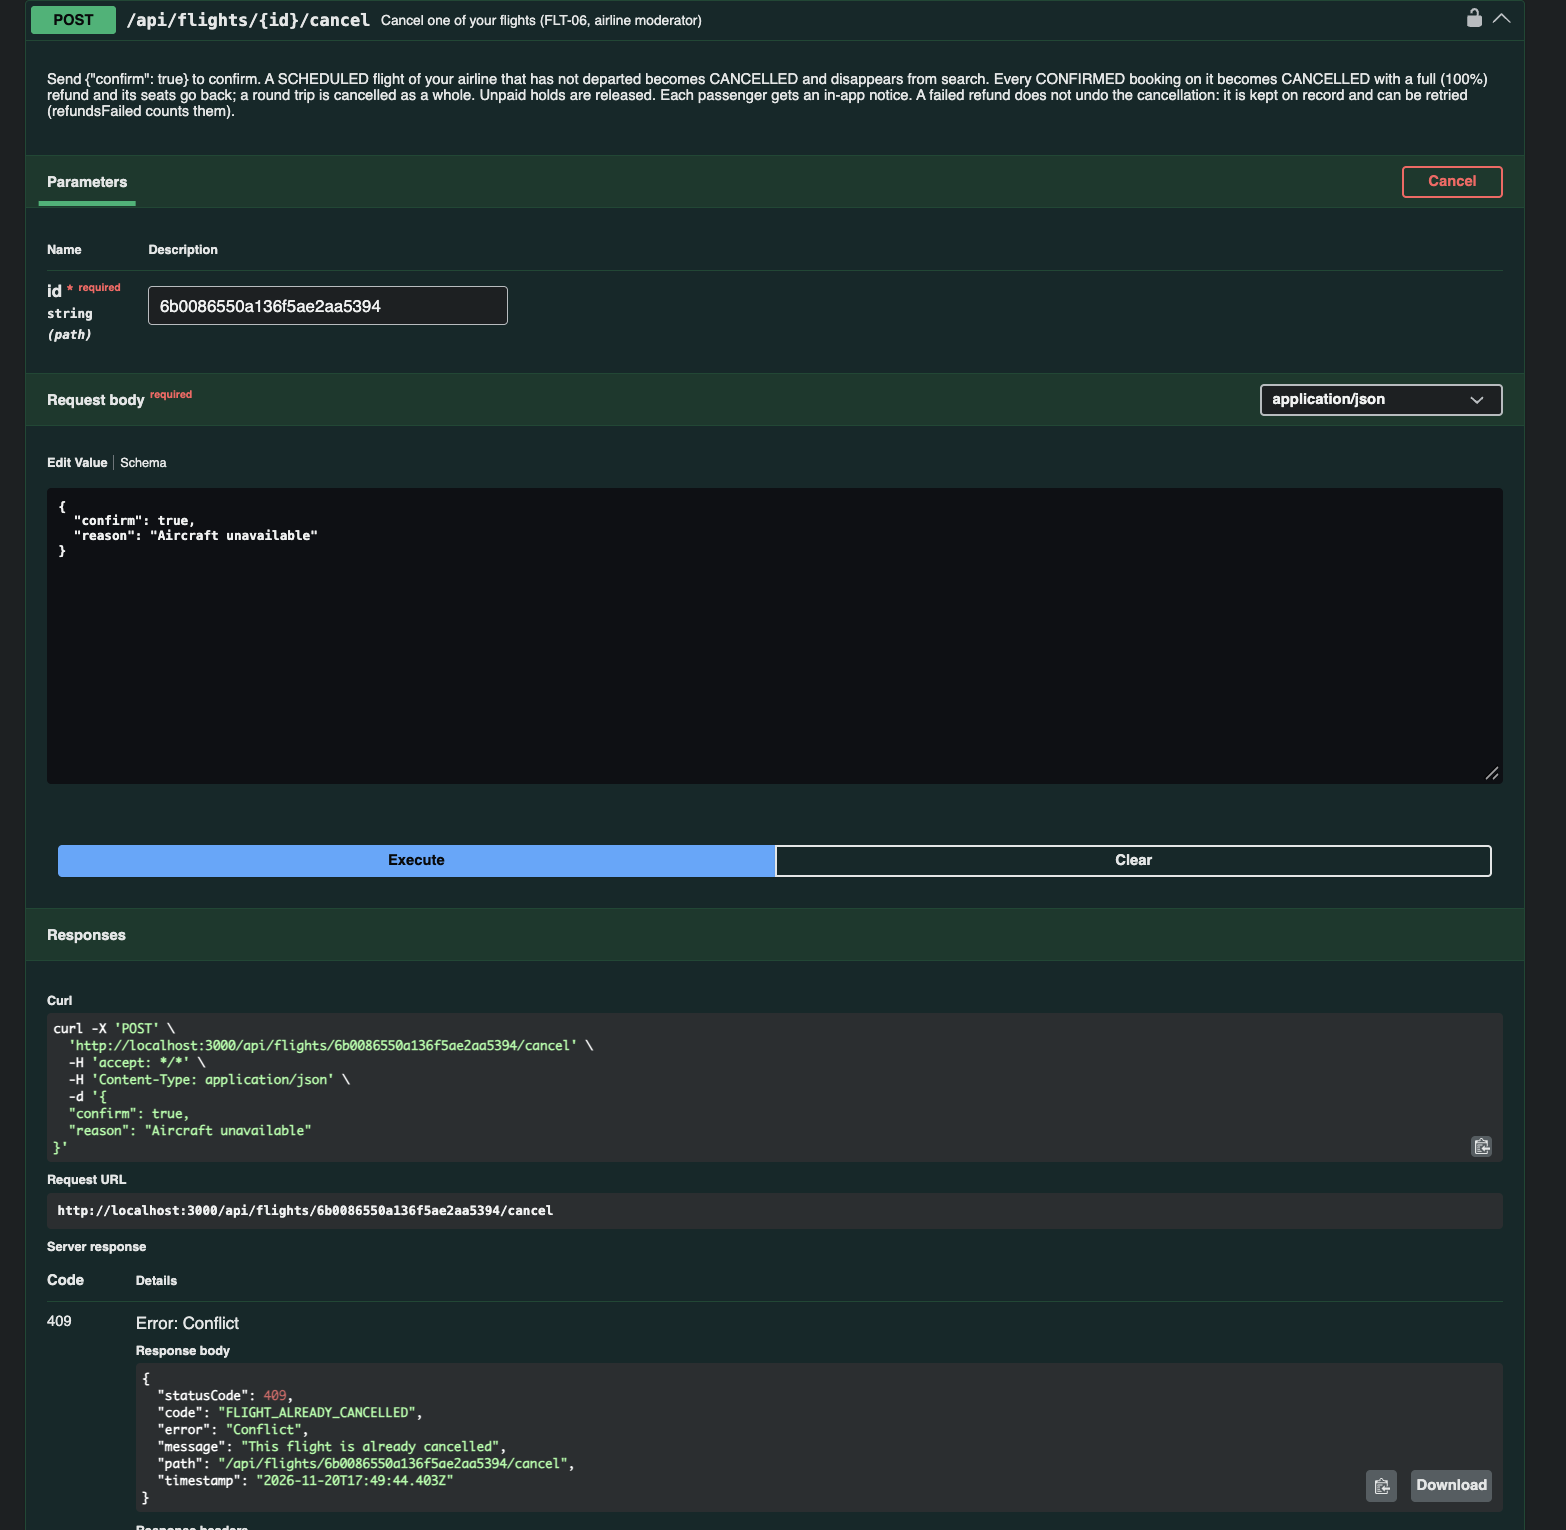 POST /api/flights/{id}/cancel Cancel one of your flights (FLT-06, airline moderator)
Send {"confirm": true} to confirm. A SCHEDULED flight of your airline that has not departed becomes CANCELLED and disappears from search. Every CONFIRMED booking on it becomes CANCELLED with a full (100%)
refund and its seats go back; a round trip is cancelled as a whole. Unpaid holds are released. Each passenger gets an in-app notice. A failed refund does not undo the cancellation: it is kept on record and can be retried
(refundsFailed counts them).
Parameters
Cancel
Name Description
id * required
string
(path)
6b0086550a136f5ae2aa5394
Request body required
application/json
Edit Value | Schema
{
  "confirm": true,
  "reason": "Aircraft unavailable"
}
Execute
Clear
Responses
Curl
curl -X 'POST' \
  'http://localhost:3000/api/flights/6b0086550a136f5ae2aa5394/cancel' \
  -H 'accept: */*' \
  -H 'Content-Type: application/json' \
  -d '{
  "confirm": true,
  "reason": "Aircraft unavailable"
}'
Request URL
http://localhost:3000/api/flights/6b0086550a136f5ae2aa5394/cancel
Server response
Code Details
409 Error: Conflict
Response body
{
  "statusCode": 409,
  "code": "FLIGHT_ALREADY_CANCELLED",
  "error": "Conflict",
  "message": "This flight is already cancelled",
  "path": "/api/flights/6b0086550a136f5ae2aa5394/cancel",
  "timestamp": "2026-11-20T17:49:44.403Z"
}
Download
Response headers